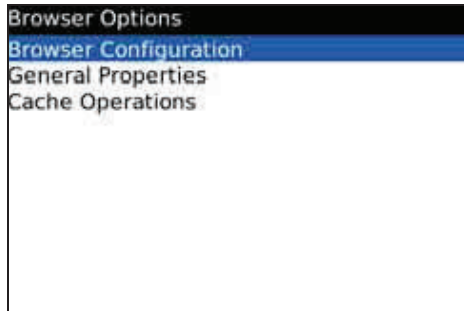 Browser Options
Browser Configuration
General Properties
Cache Operations